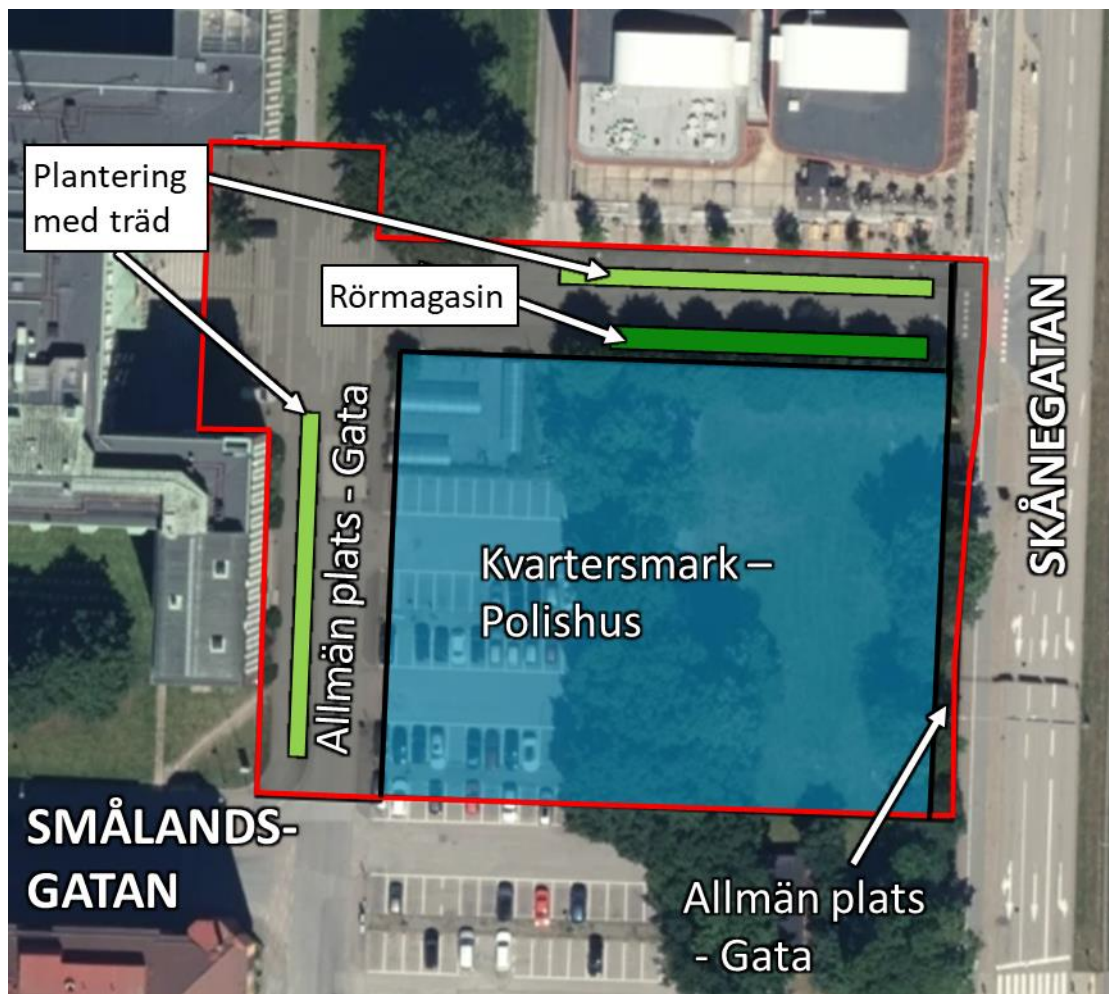 Plantering
med träd
Rörmagasin
SKÅNEGATAN
Allmän plats - Gata
Kvartersmark –
Polishus
SMÅLANDS-
GATAN
Allmän plats
- Gata